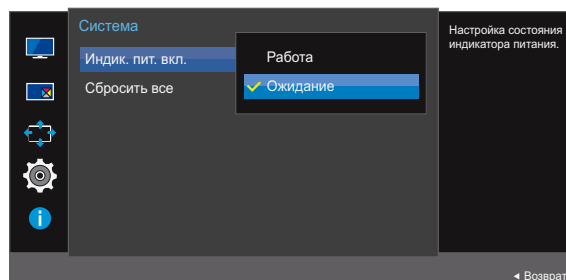 Система
Индик. пит. вкл.
Сбросить все
Работа
Ожидание
Настройка состояния
индикатора питания.
Возврат